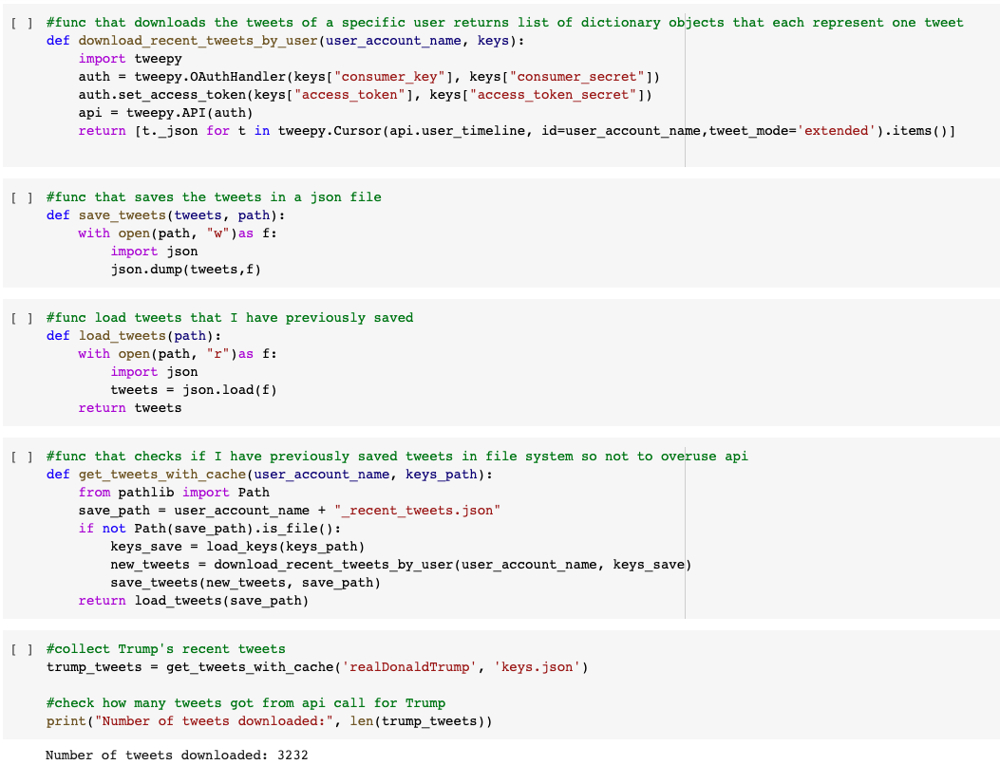 [ ] #func that downloads the tweets of a specific user returns list of dictionary objects that each represent one tweet
def download_recent_tweets_by_user(user_account_name, keys):
    import tweepy
    auth = tweepy.OAuthHandler(keys["consumer_key"], keys["consumer_secret"])
    auth.set_access_token(keys["access_token"], keys["access_token_secret"])
    api = tweepy.API(auth)
    return [t._json for t in tweepy.Cursor(api.user_timeline, id=user_account_name,tweet_mode='extended').items()]
[ ] #func that saves the tweets in a json file
def save_tweets(tweets, path):
    with open(path, "w")as f:
        import json
        json.dump(tweets,f)
[ ] #func load tweets that I have previously saved
def load_tweets(path):
    with open(path, "r")as f:
        import json
        tweets = json.load(f)
    return tweets
[ ] #func that checks if I have previously saved tweets in file system so not to overuse api
def get_tweets_with_cache(user_account_name, keys_path):
    from pathlib import Path
    save_path = user_account_name + "_recent_tweets.json"
    if not Path(save_path).is_file():
        keys_save = load_keys(keys_path)
        new_tweets = download_recent_tweets_by_user(user_account_name, keys_save)
        save_tweets(new_tweets, save_path)
    return load_tweets(save_path)
[ ] #collect Trump's recent tweets
trump_tweets = get_tweets_with_cache('realDonaldTrump', 'keys.json')
#check how many tweets got from api call for Trump
print("Number of tweets downloaded:", len(trump_tweets))
Number of tweets downloaded: 3232